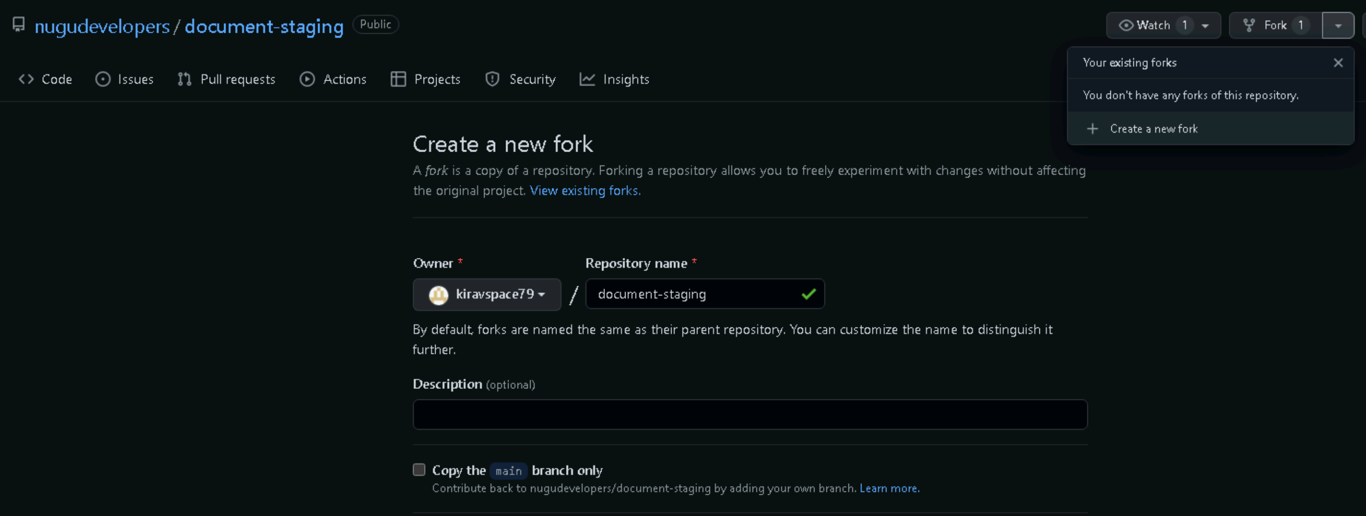 nugudevelopers / document-staging Public
Watch 1 Fork 1
Code Issues Pull requests Actions Projects Security Insights
Your existing forks
You don't have any forks of this repository.
Create a new fork
Create a new fork
A fork is a copy of a repository. Forking a repository allows you to freely experiment with changes without affecting
the original project. View existing forks.
Owner * Repository name *
kiravspace79 / document-staging
By default, forks are named the same as their parent repository. You can customize the name to distinguish it
further.
Description (optional)
Copy the main branch only
Contribute back to nugudevelopers/document-staging by adding your own branch. Learn more.